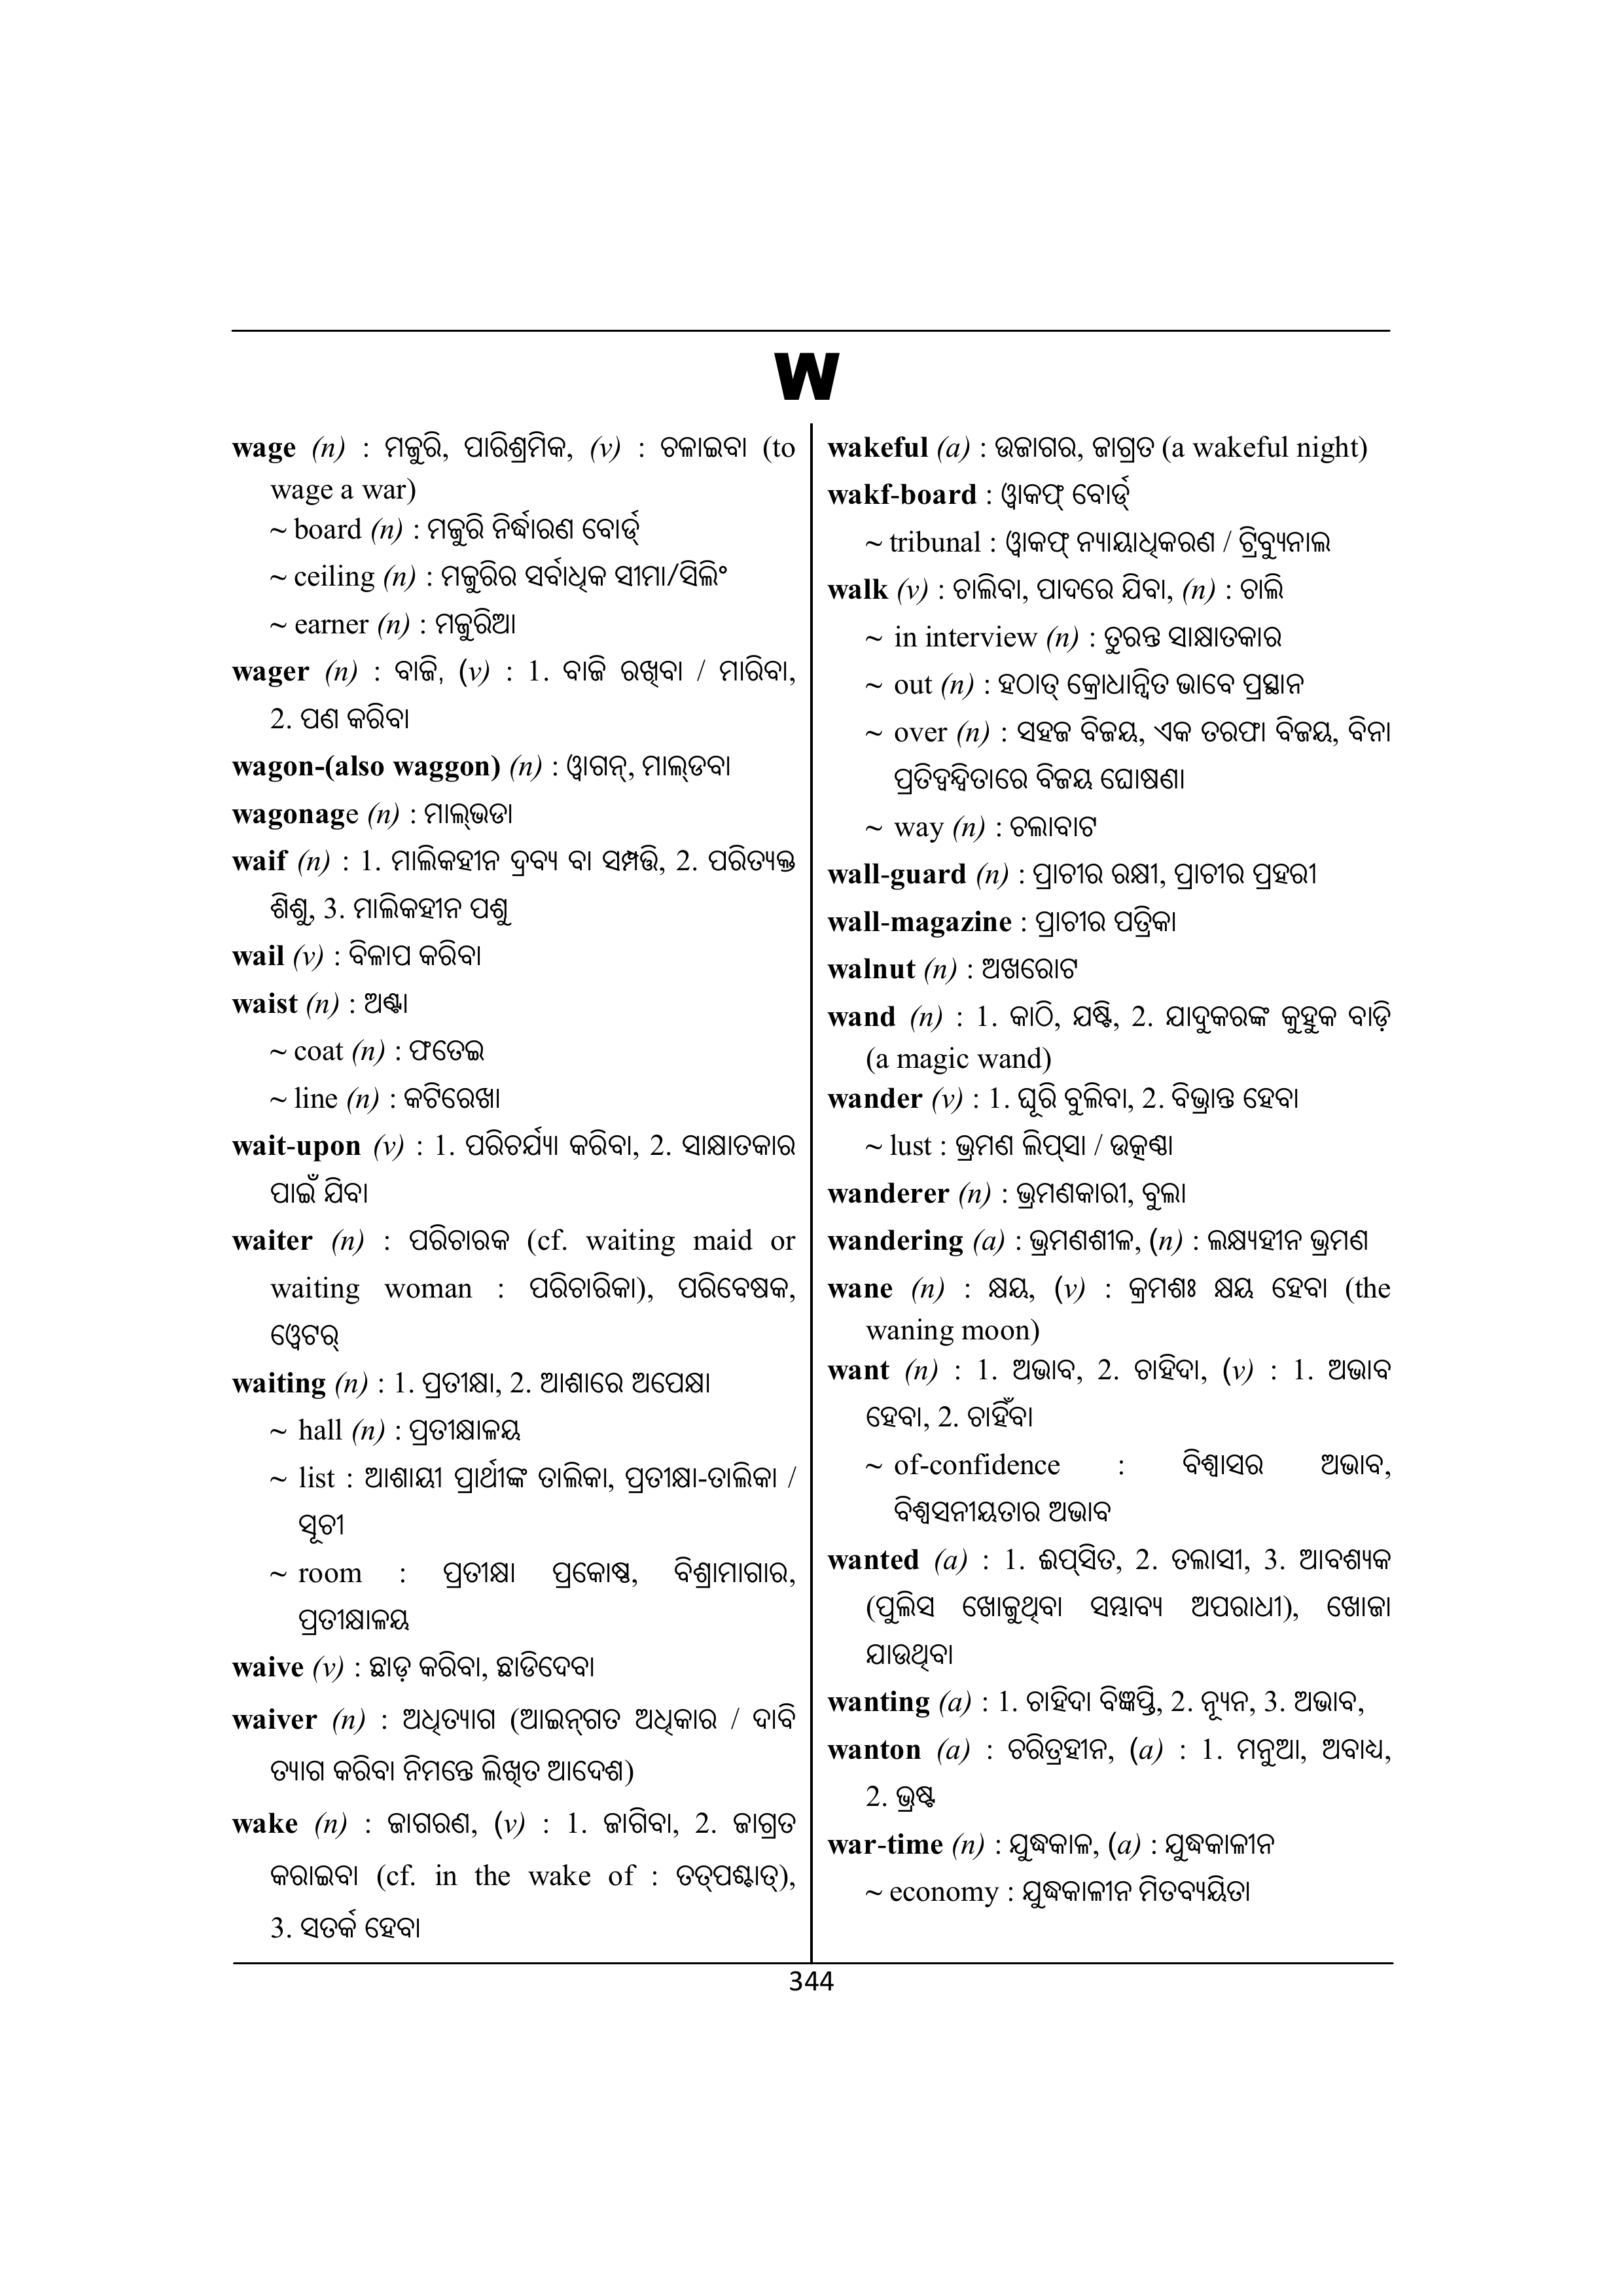 W
wage (n) : ମଜୁରି, ପାରିଶ୍ରମିକ, (v) : ଚଳାଇବା (to
wage a war)
~ board (n) : ମଜୁରି ନିର୍ଦ୍ଧାରଣ ବୋର୍ଡ୍
~ ceiling (n) : ମଜୁରିର ସର୍ବାଧିକ ସୀମା/ସିଲିଂ
~ earner (n) : ମଜୁରିଆ
wager (n) : ବାଜି, (v) : 1. ବାଜି ରଖିବା / ମାରିବା,
2. ପଣ କରିବା
wagon-(also waggon) (n) : ୱାଗନ୍, ମାଲ୍‌ଡବା
wagonage (n) : ମାଲ୍‌ଭଡା
waif (n) : 1. ମାଲିକହୀନ ଦ୍ରବ୍ୟ ବା ସମ୍ପତ୍ତି, 2. ପରିତ୍ୟକ୍ତ
ଶିଶୁ, 3. ମାଲିକହୀନ ପଶୁ
wail (v) : ବିଳାପ କରିବା
waist (n) : ଅଣ୍ଟା
~ coat (n) : ଫତେଇ
~ line (n) : କଟିରେଖା
wait-upon (v) : 1. ପରିଚର୍ଯ୍ୟା କରିବା, 2. ସାକ୍ଷାତକାର
ପାଇଁ ଯିବା
waiter (n) : ପରିଚାରକ (cf. waiting maid or
waiting woman : ପରିଚାରିକା), ପରିବେଷକ,
ୱେଟର୍
waiting (n) : 1. ପ୍ରତୀକ୍ଷା, 2. ଆଶାରେ ଅପେକ୍ଷା
~ hall (n) : ପ୍ରତୀକ୍ଷାଳୟ
~ list : ଆଶାୟୀ ପ୍ରାର୍ଥୀଙ୍କ ତାଲିକା, ପ୍ରତୀକ୍ଷା-ତାଲିକା /
ସୂଚୀ
~ room : ପ୍ରତୀକ୍ଷା ପ୍ରକୋଷ୍ଠ, ବିଶ୍ରାମାଗାର,
ପ୍ରତୀକ୍ଷାଳୟ
waive (v) : ଛାଡ଼ କରିବା, ଛାଡିଦେବା
waiver (n) : ଅଧିତ୍ୟାଗ (ଆଇନ୍‌ଗତ ଅଧିକାର / ଦାବି
ତ୍ୟାଗ କରିବା ନିମନ୍ତେ ଲିଖିତ ଆଦେଶ)
wake (n) : ଜାଗରଣ, (v) : 1. ଜାଗିବା, 2. ଜାଗ୍ରତ
କରାଇବା (cf. in the wake of : ତତ୍‌ପଶ୍ଚାତ୍),
3. ସତର୍କ ହେବା
wakeful (a) : ଉଜାଗର, ଜାଗ୍ରତ (a wakeful night)
wakf-board : ୱାକଫ୍ ବୋର୍ଡ୍
~ tribunal : ୱାକଫ୍ ନ୍ୟାୟାଧିକରଣ / ଟ୍ରିବ୍ୟୁନାଲ
walk (v) : ଚାଲିବା, ପାଦରେ ଯିବା, (n) : ଚାଲି
~ in interview (n) : ତୁରନ୍ତ ସାକ୍ଷାତକାର
~ out (n) : ହଠାତ୍ କ୍ରୋଧାନ୍ୱିତ ଭାବେ ପ୍ରସ୍ଥାନ
~ over (n) : ସହଜ ବିଜୟ, ଏକ ତରଫା ବିଜୟ, ବିନା
ପ୍ରତିଦ୍ୱନ୍ଦ୍ୱିତାରେ ବିଜୟ ଘୋଷଣା
~ way (n) : ଚଲାବାଟ
wall-guard (n) : ପ୍ରାଚୀର ରକ୍ଷୀ, ପ୍ରାଚୀର ପ୍ରହରୀ
wall-magazine : ପ୍ରାଚୀର ପତ୍ରିକା
walnut (n) : ଅଖରୋଟ
wand (n) : 1. କାଠି, ଯଷ୍ଟି, 2. ଯାଦୁକରଙ୍କ କୁହୁକ ବାଡ଼ି
(a magic wand)
wander (v) : 1. ଘୂରି ବୁଲିବା, 2. ବିଭ୍ରାନ୍ତ ହେବା
~ lust : ଭ୍ରମଣ ଲିପ୍‌ସା / ଉତ୍କଣ୍ଠା
wanderer (n) : ଭ୍ରମଣକାରୀ, ବୁଲା
wandering (a) : ଭ୍ରମଣଶୀଳ, (n) : ଲକ୍ଷ୍ୟହୀନ ଭ୍ରମଣ
wane (n) : କ୍ଷୟ, (v) : କ୍ରମଶଃ କ୍ଷୟ ହେବା (the
waning moon)
want (n) : 1. ଅଭାବ, 2. ଚାହିଦା, (v) : 1. ଅଭାବ
ହେବା, 2. ଚାହିଁବା
~ of-confidence : ବିଶ୍ୱାସର ଅଭାବ,
ବିଶ୍ୱସନୀୟତାର ଅଭାବ
wanted (a) : 1. ଈପ୍‌ସିତ, 2. ତଲାସୀ, 3. ଆବଶ୍ୟକ
(ପୁଲିସ ଖୋଜୁଥିବା ସମ୍ଭାବ୍ୟ ଅପରାଧୀ), ଖୋଜା
ଯାଉଥିବା
wanting (a) : 1. ଚାହିଦା ବିଜ୍ଞପ୍ତି, 2. ନ୍ୟୂନ, 3. ଅଭାବ,
wanton (a) : ଚରିତ୍ରହୀନ, (a) : 1. ମନୁଆ, ଅବାଧ୍ୟ,
2. ଭ୍ରଷ୍ଟ
war-time (n) : ଯୁଦ୍ଧକାଳ, (a) : ଯୁଦ୍ଧକାଳୀନ
~ economy : ଯୁଦ୍ଧକାଳୀନ ମିତବ୍ୟୟିତା
344